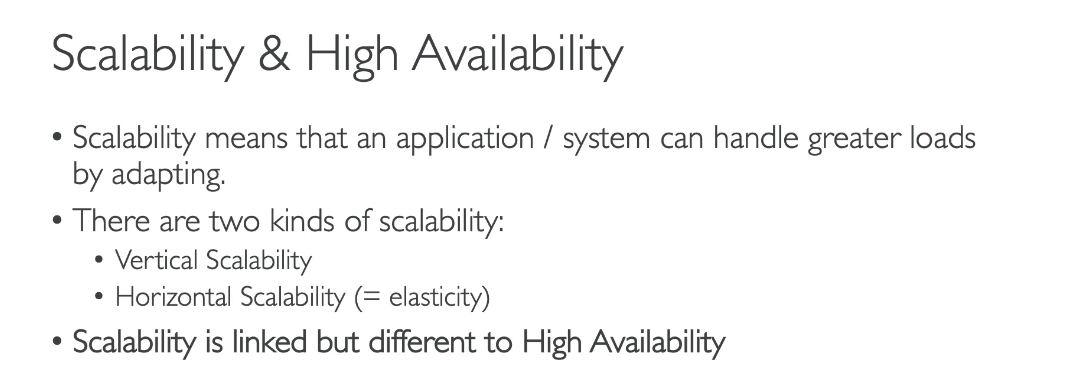 Scalability & High Availability
• Scalability means that an application / system can handle greater loads
by adapting.
• There are two kinds of scalability:
• Vertical Scalability
• Horizontal Scalability (= elasticity)
• Scalability is linked but different to High Availability